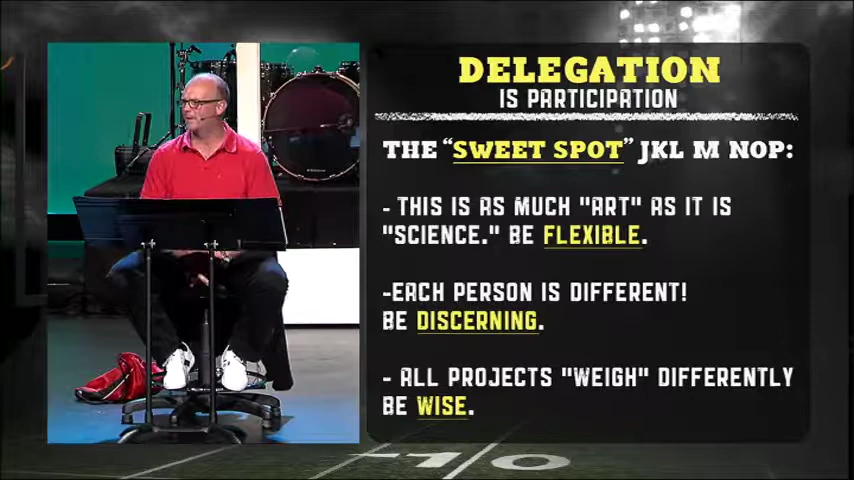 DELEGATION
IS PARTICIPATION
THE "SWEET SPOT" JKL M NOP:
- THIS IS AS MUCH "ART" AS IT IS
"SCIENCE." BE FLEXIBLE.
-EACH PERSON IS DIFFERENT!
BE DISCERNING.
- ALL PROJECTS "WEIGH" DIFFERENTLY
BE WISE.
-10